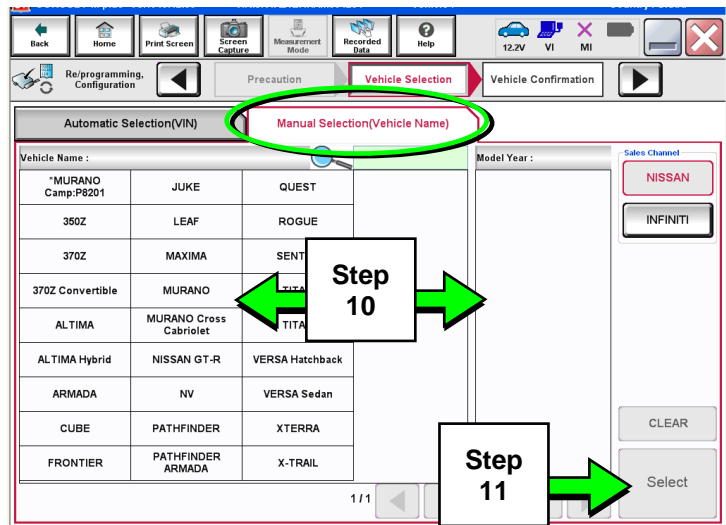 Back
Home
Print Screen
Screen
Capture
Measurement
Mode
Recorded
Data
Help
12.2V
VI
MI
Re/programming,
Configuration
Precaution
Vehicle Selection
Vehicle Confirmation
Automatic Selection(VIN)
Manual Selection(Vehicle Name)
Vehicle Name :
Model Year :
Sales Channel
*MURANO
Camp:P8201
JUKE
QUEST
NISSAN
350Z
LEAF
ROGUE
INFINITI
370Z
MAXIMA
SENT
370Z Convertible
MURANO
TITA
Step
10
ALTIMA
MURANO Cross
Cabriolet
TITA
ALTIMA Hybrid
NISSAN GT-R
VERSA Hatchback
ARMADA
NV
VERSA Sedan
CUBE
PATHFINDER
XTERRA
CLEAR
FRONTIER
PATHFINDER
ARMADA
X-TRAIL
Step
11
Select
1/1